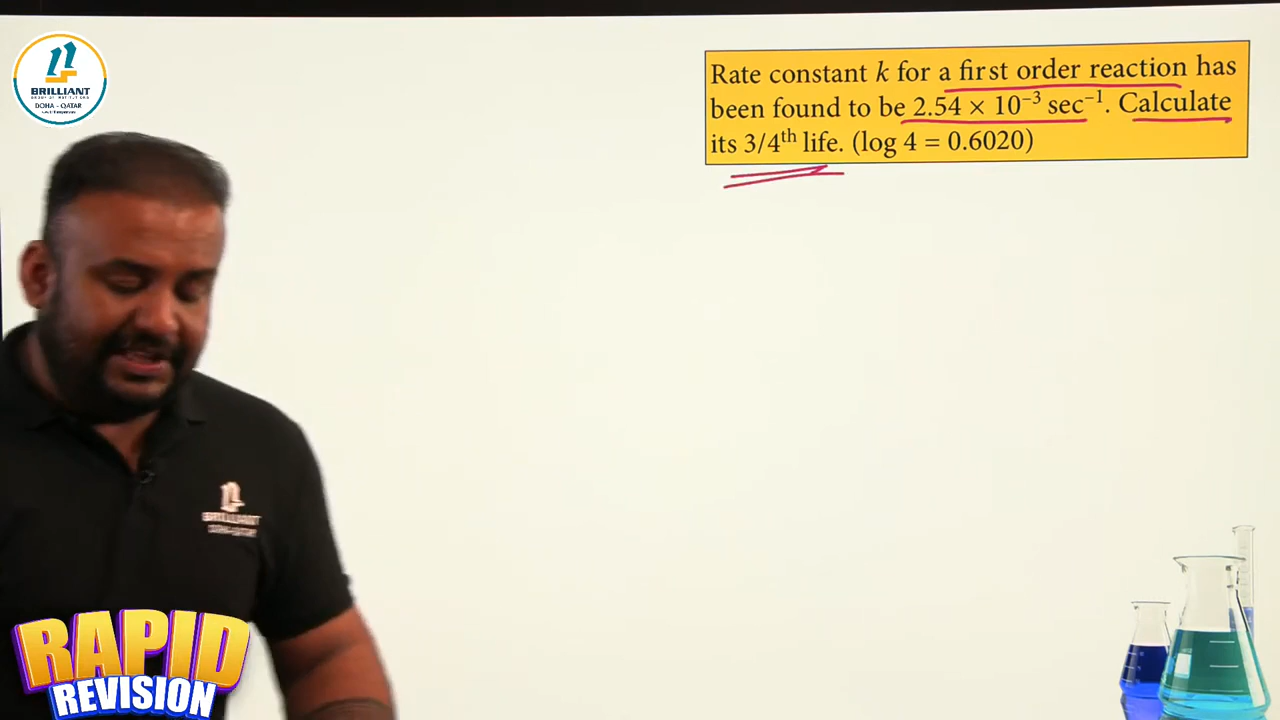 BRILLIANT
DOHA - QATAR
Rate constant k for a first order reaction has
been found to be 2.54 × 10⁻³ sec⁻¹. Calculate
its 3/4ᵗʰ life. (log 4 = 0.6020)
BRILLIANT
RAPID
REVISION